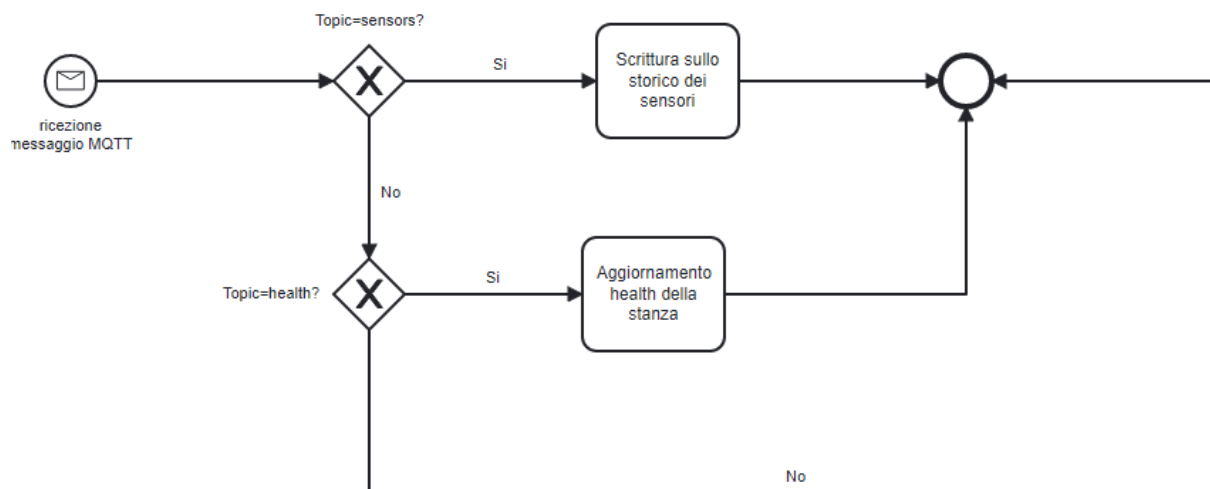 Topic=sensors?
Si
Scrittura sullo
storico dei
sensori
ricezione
messaggio MQTT
No
Topic=health?
Si
Aggiornamento
health della
stanza
No